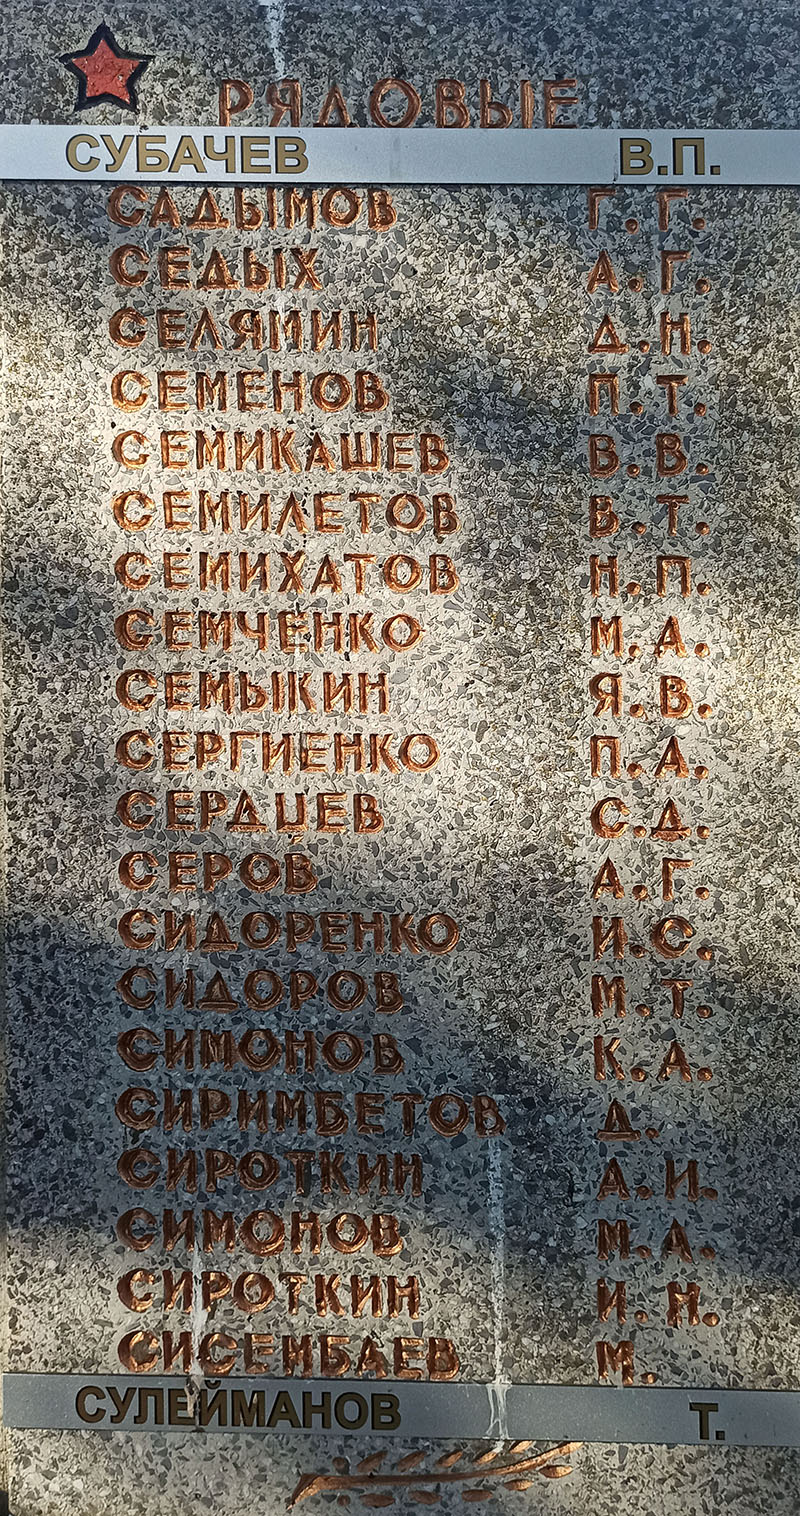 РЯДОВЫЕ
СУБАЧЕВ В.П.
САДЫМОВ Г.Г.
СЕДЫХ А.Г.
СЕЛЯМИН Д.Н.
СЕМЕНОВ П.Т.
СЕМИКАШЕВ В.В.
СЕМИЛЕТОВ В.Т.
СЕМИХАТОВ Н.П.
СЕМЧЕНКО М.А.
СЕМЫКИН Я.В.
СЕРГИЕНКО П.А.
СЕРДЦЕВ С.Д.
СЕРОВ А.Г.
СИДОРЕНКО И.С.
СИДОРОВ М.Т.
СИМОНОВ К.А.
СИРИМБЕТОВ Д.
СИРОТКИН А.И.
СИМОНОВ М.А.
СИРОТКИН И.Н.
СИСЕМБАЕВ М.
СУЛЕЙМАНОВ Т.